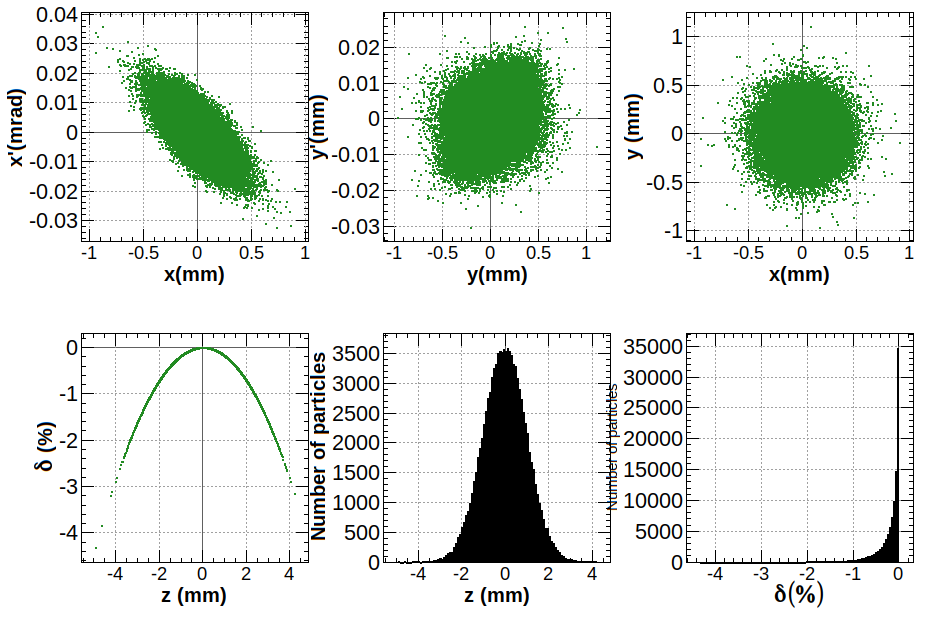 0.04
0.03
0.02
0.01
0
-0.01
-0.02
-0.03
x'(mrad)
-1 -0.5 0 0.5 1
x(mm)
0.02
0.01
0
-0.01
-0.02
-0.03
y'(mm)
-1 -0.5 0 0.5 1
y(mm)
1
0.5
0
-0.5
-1
y (mm)
-1 -0.5 0 0.5 1
x(mm)
0
-1
-2
-3
-4
δ (%)
-4 -2 0 2 4
z (mm)
3500
3000
2500
2000
1500
1000
500
0
Number of particles
-4 -2 0 2 4
z (mm)
35000
30000
25000
20000
15000
10000
5000
0
Number of particles
-4 -3 -2 -1 0
δ(%)